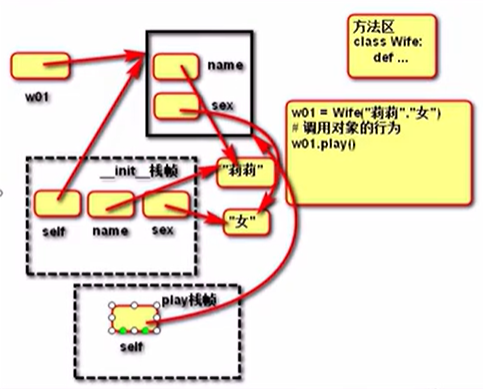 方法区
class Wife:
def ...
name
w01
sex
w01 = Wife("莉莉"."女")
# 调用对象的行为
w01.play()
__init__栈帧
"莉莉"
self
name
sex
"女"
play栈帧
self